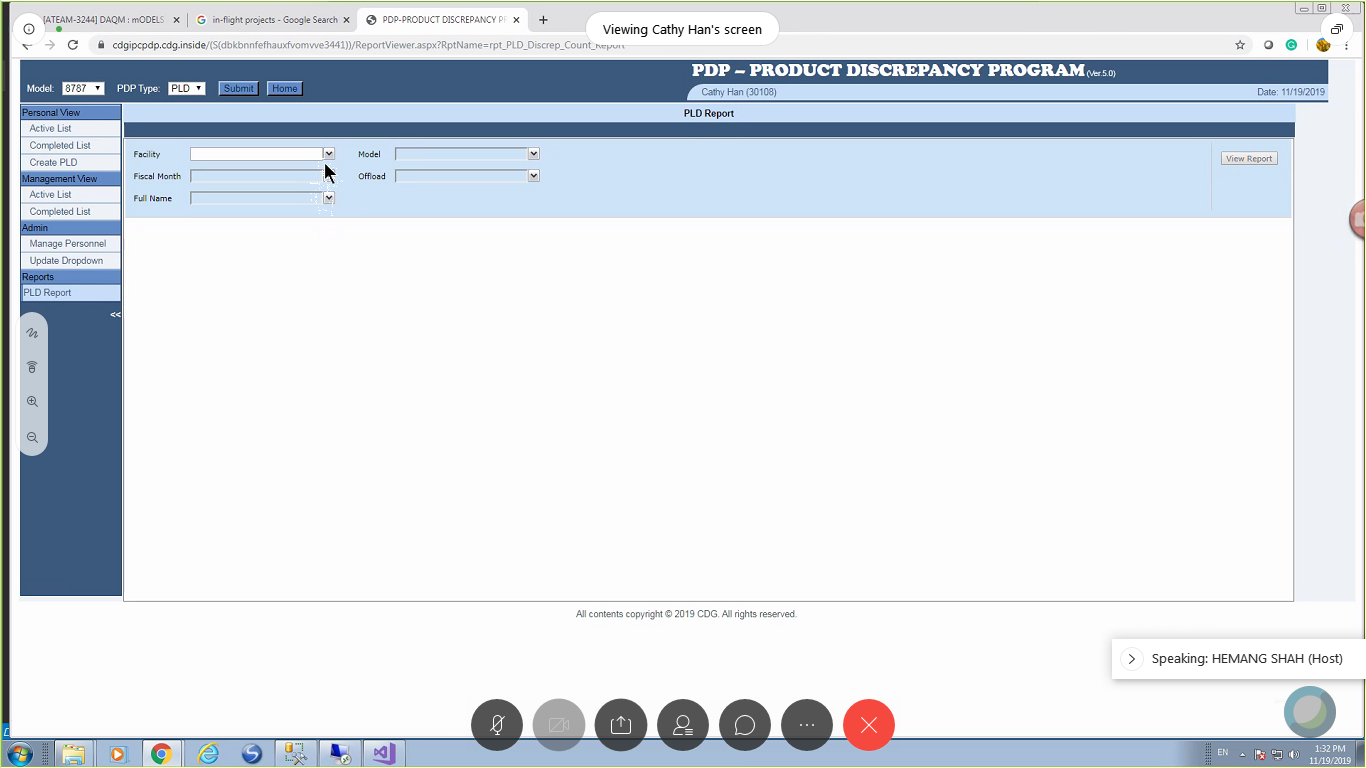 [ATEAM-3244] DAQM : mODELS
in-flight projects - Google Search
PDP-PRODUCT DISCREPANCY P
Viewing Cathy Han's screen
cdgipcpdp.cdg.inside/(S(dbkbnnfefhauxfvomvve3441))/ReportViewer.aspx?RptName=rpt_PLD_Discrep_Count_Report
PDP – PRODUCT DISCREPANCY PROGRAM (Ver.5.0)
Model: 8787 PDP Type: PLD Submit Home
Cathy Han (30108)
Date: 11/19/2019
Personal View
Active List
Completed List
Create PLD
Management View
Active List
Completed List
Admin
Manage Personnel
Update Dropdown
Reports
PLD Report
<<
PLD Report
Facility
Model
View Report
Fiscal Month
Offload
Full Name
All contents copyright © 2019 CDG. All rights reserved.
Speaking: HEMANG SHAH (Host)
EN
1:32 PM
11/19/2019